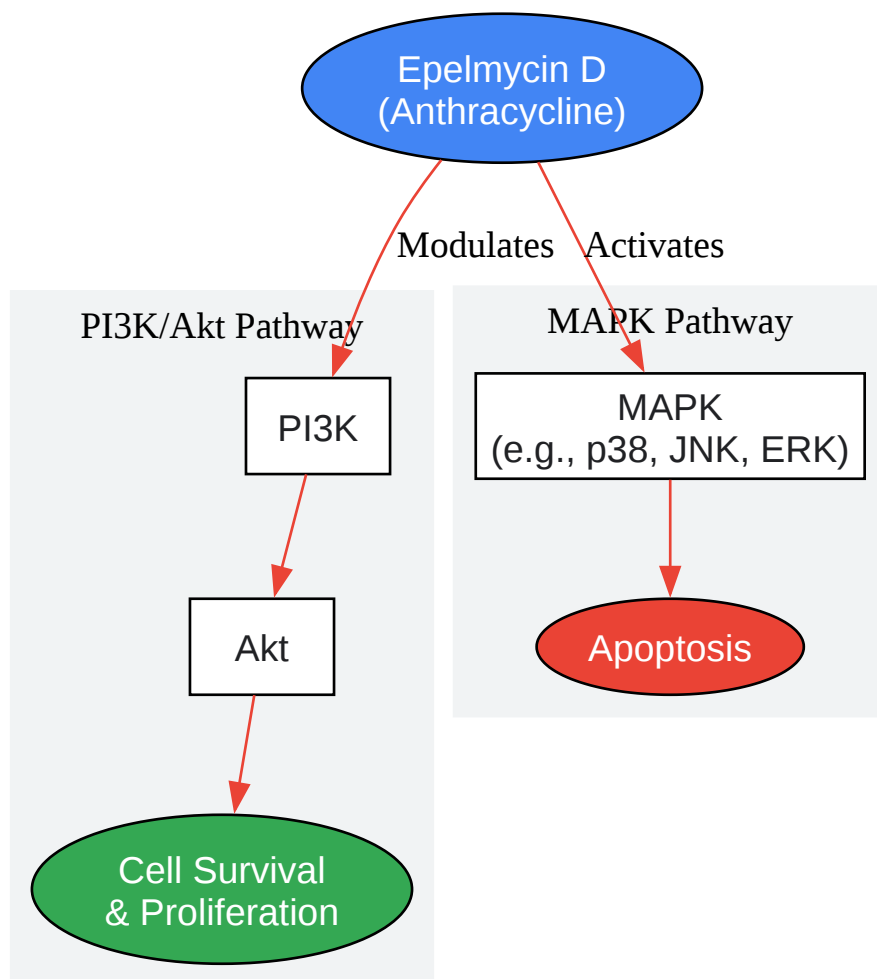 Epelmycin D
(Anthracycline)
Modulates
Activates
PI3K/Akt Pathway
PI3K
Akt
Cell Survival
& Proliferation
MAPK Pathway
MAPK
(e.g., p38, JNK, ERK)
Apoptosis